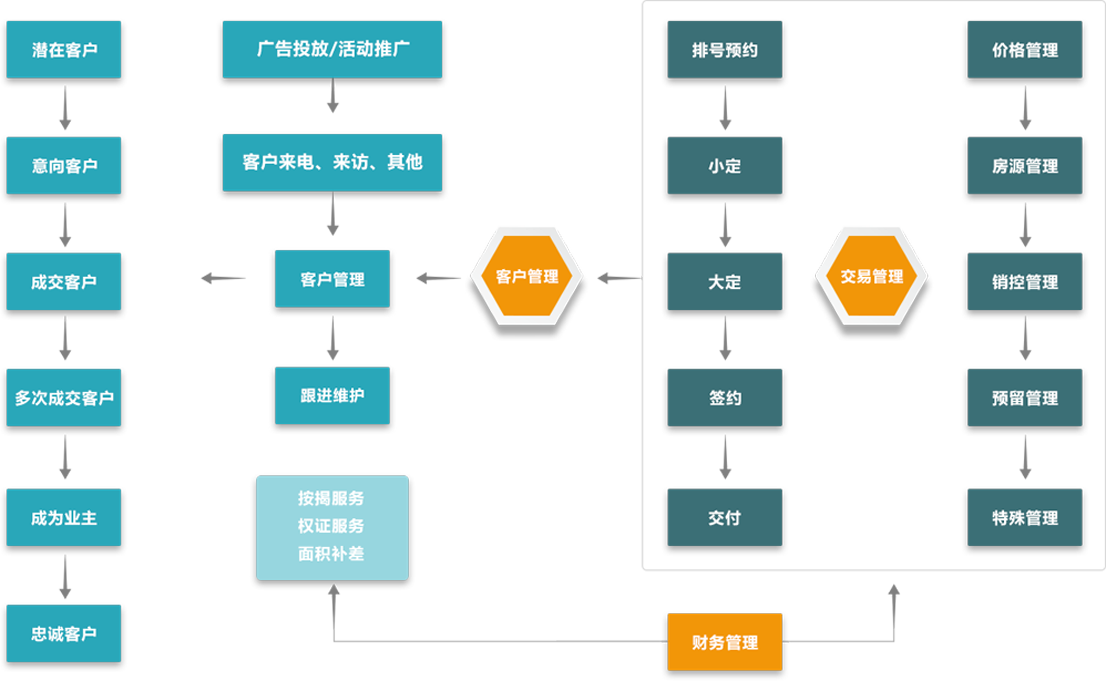 潜在客户
意向客户
成交客户
多次成交客户
成为业主
忠诚客户
广告投放/活动推广
客户来电、来访、其他
客户管理
跟进维护
按揭服务
权证服务
面积补差
客户管理
排号预约
小定
大定
签约
交付
交易管理
价格管理
房源管理
销控管理
预留管理
特殊管理
财务管理